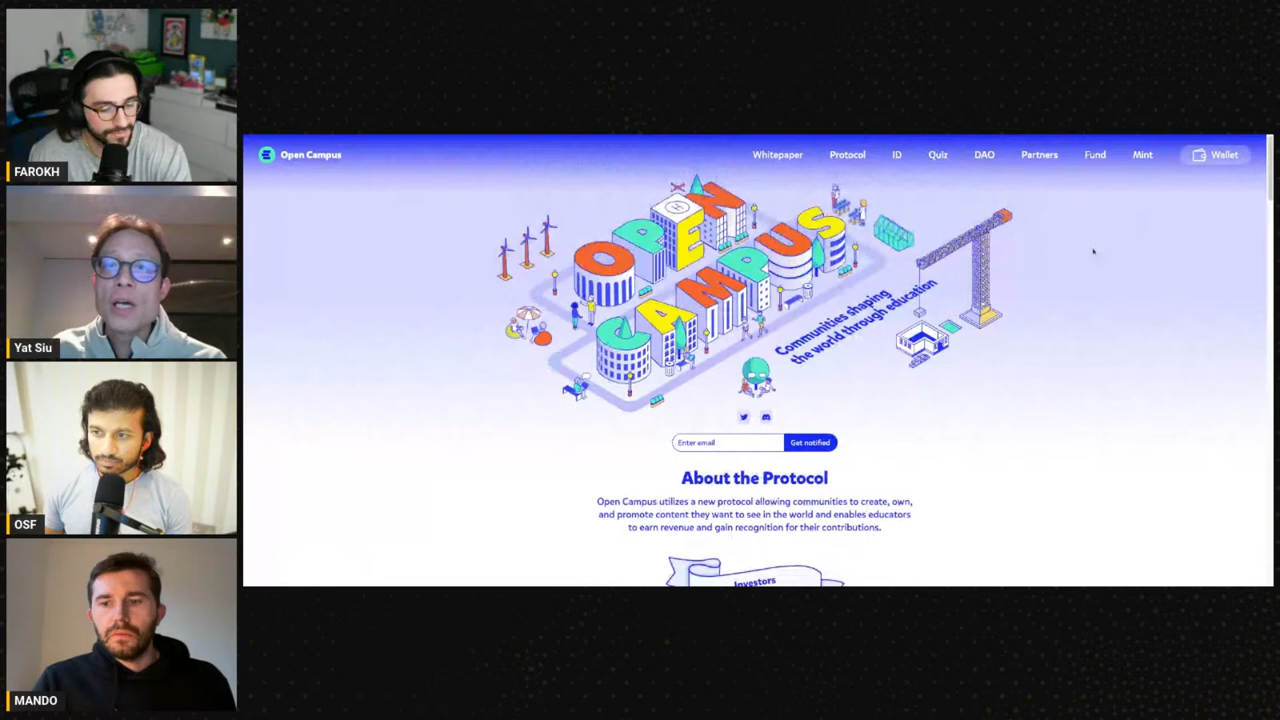 FAROKH
Yat Siu
OSF
MANDO
Open Campus
Whitepaper Protocol ID Quiz DAO Partners Fund Mint Wallet
OPEN
CAMPUS
Communities shaping
the world through education
H
Enter email
Get notified
About the Protocol
Open Campus utilizes a new protocol allowing communities to create, own,
and promote content they want to see in the world and enables educators
to earn revenue and gain recognition for their contributions.
Investors